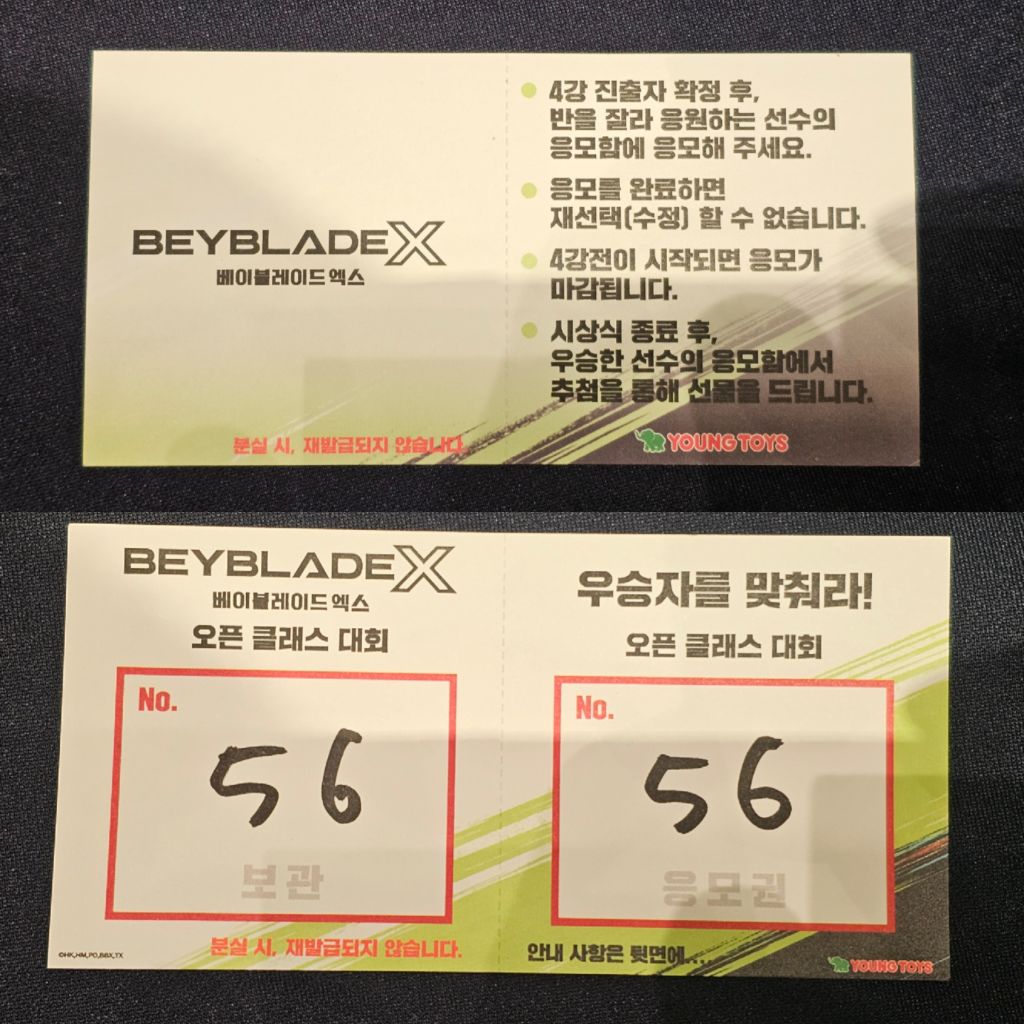 BEYBLADE X
베이블레이드 엑스
분실 시, 재발급되지 않습니다.
4강 진출자 확정 후,
반을 잘라 응원하는 선수의
응모함에 응모해 주세요.
응모를 완료하면
재선택(수정) 할 수 없습니다.
4강전이 시작되면 응모가
마감됩니다.
시상식 종료 후,
우승한 선수의 응모함에서
추첨을 통해 선물을 드립니다.
YOUNG TOYS
BEYBLADE X
베이블레이드 엑스
오픈 클래스 대회
No.
56
보관
분실 시, 재발급되지 않습니다.
©HK,HM,PD,BBX,TX
우승자를 맞춰라!
오픈 클래스 대회
No.
56
응모권
안내 사항은 뒷면에....
YOUNG TOYS